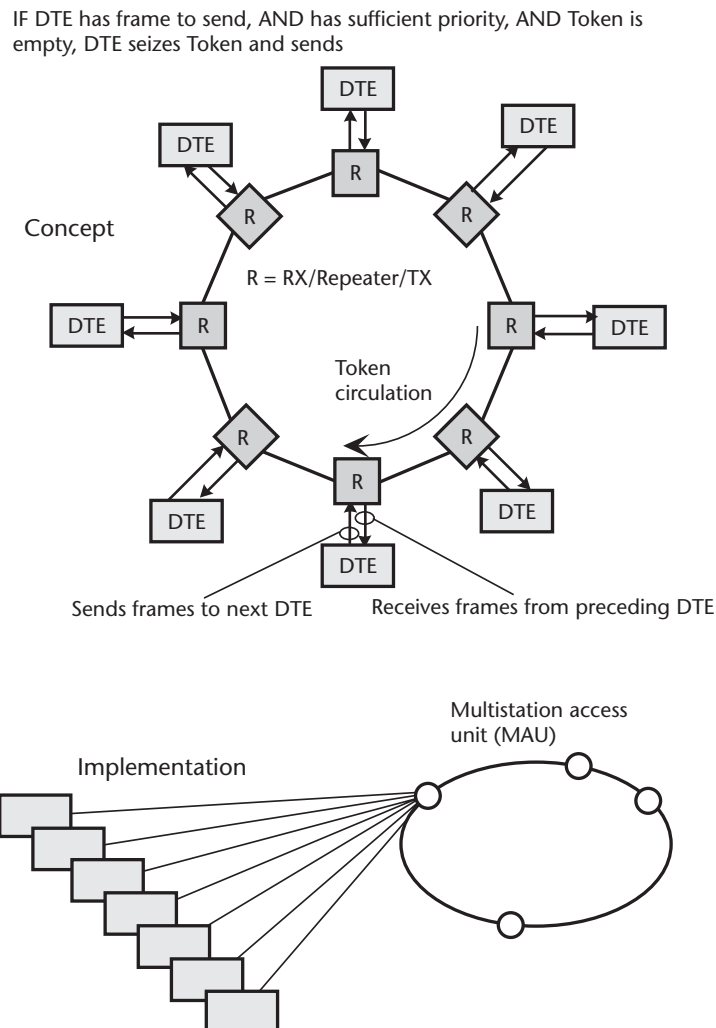 IF DTE has frame to send, AND has sufficient priority, AND Token is
empty, DTE seizes Token and sends
DTE
DTE
DTE
R
R
R
Concept
R = RX/Repeater/TX
DTE
R
R
DTE
Token
circulation
R
R
R
DTE
DTE
DTE
Sends frames to next DTE
Receives frames from preceding DTE
Multistation access
unit (MAU)
Implementation